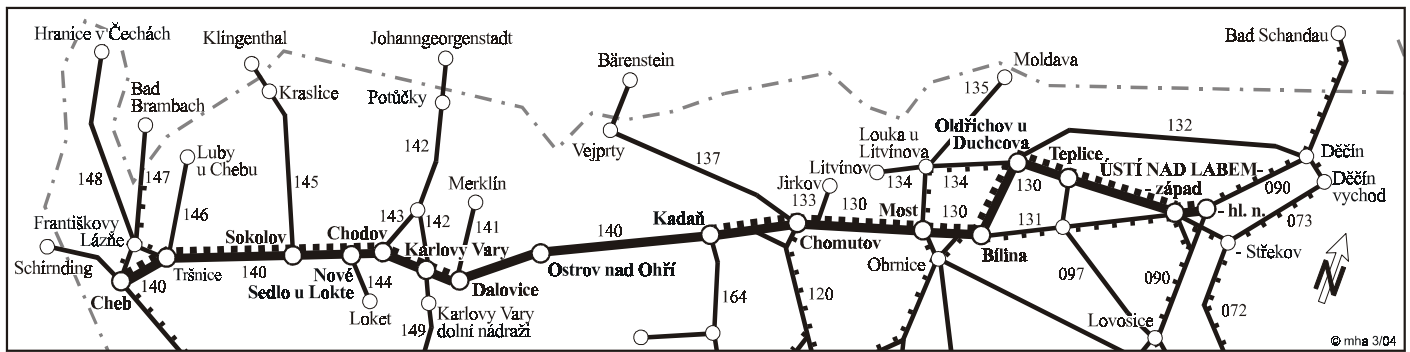 Hranice v Čechách
Klingenthal
Johanngeorgenstadt
Bärenstein
Moldava
Bad Schandau
Bad
Brambach
Kraslice
Potůčky
135
Vejprty
Louka u
Litvínova
Oldřichov u
Duchcova
132
Luby
u Chebu
142
137
Litvínov
Teplice
Děčín
148
147
145
Merklín
Jirkov
134
134
130
ÚSTÍ NAD LABEM-
- západ
090
Děčín
vychod
146
143
142
141
133
130
Most
130
131
- hl. n.
073
Františkovy
Lázně
Sokolov
Chodov
Karlovy Vary
140
Kadaň
Chomutov
Bílina
- Střekov
Schirnding
Tršnice
140
Nové
Sedlo u Lokte
144
Dalovice
Ostrov nad Ohří
Obrnice
097
090
Cheb
140
Loket
149
Karlovy Vary
dolní nádraží
164
120
Lovosice
072
N
© mha 3/04